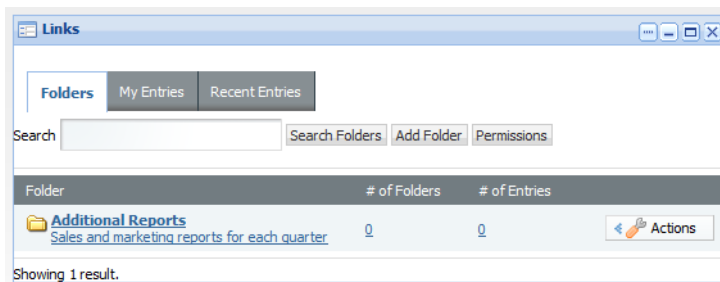 Links
Folders My Entries Recent Entries
Search Search Folders Add Folder Permissions
Folder # of Folders # of Entries
Additional Reports
Sales and marketing reports for each quarter 0 0 Actions
Showing 1 result.